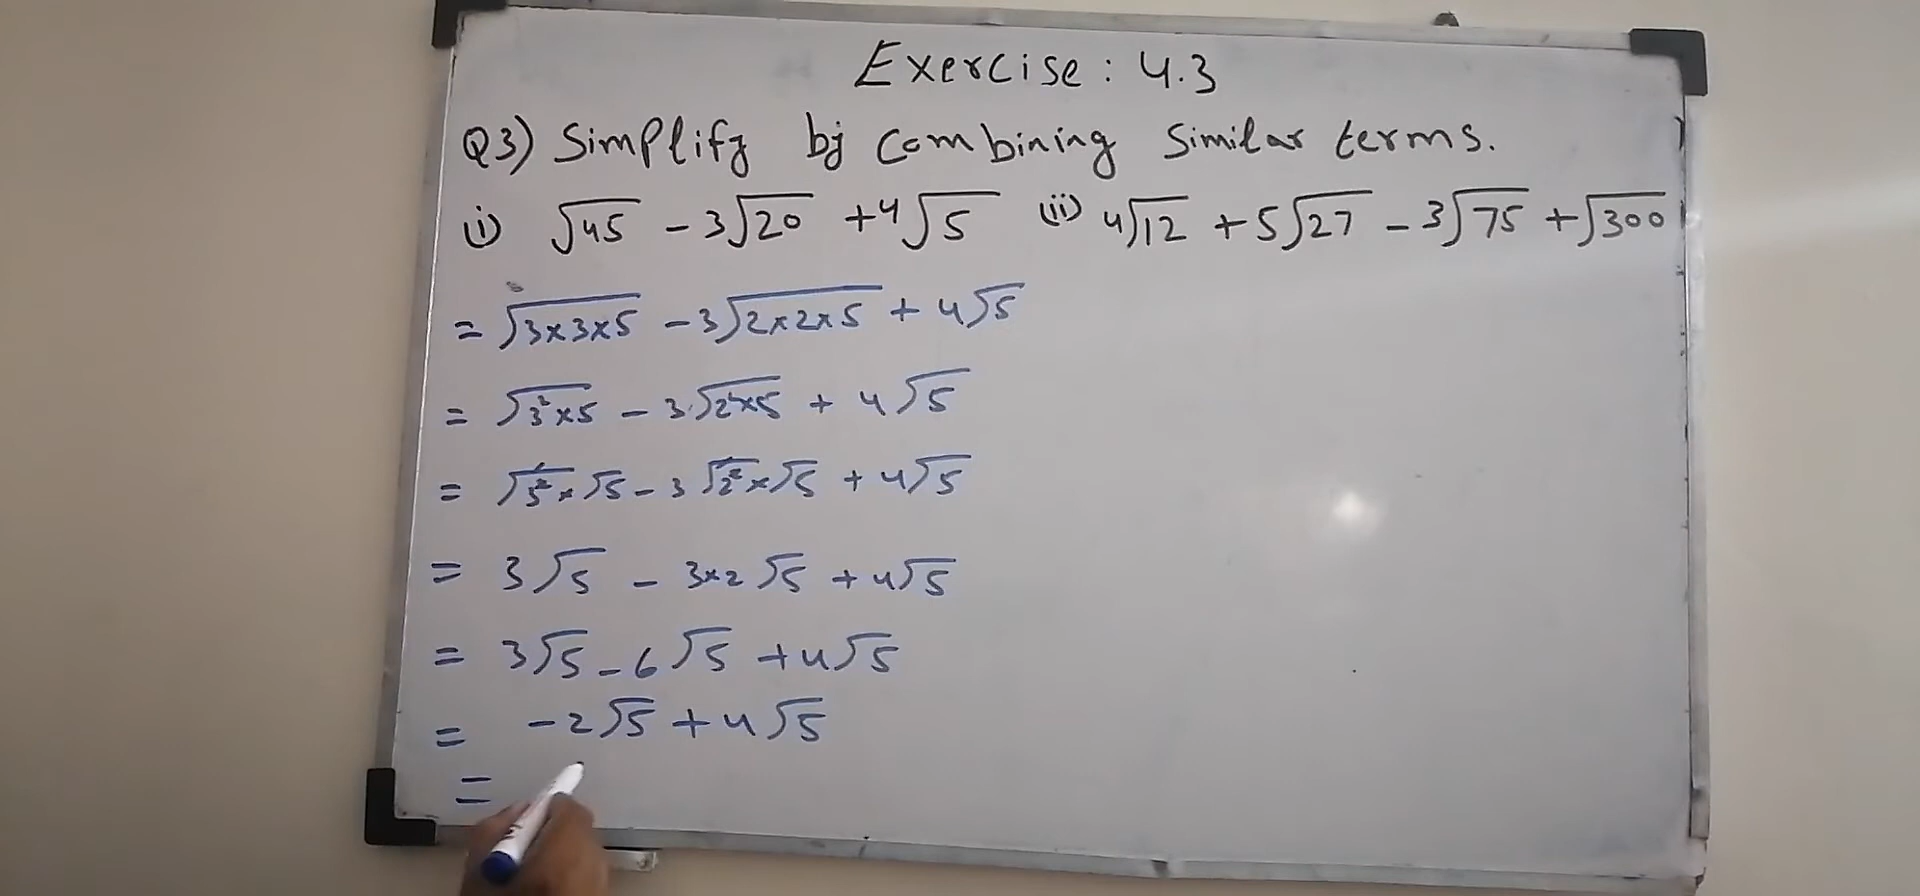 Exercise: 4.3
Q3) Simplify by combining Similar terms.
(i) √45 - 3√20 + 4√5 (ii) 4√12 + 5√27 - 3√75 + √300
= √3×3×5 - 3√2×2×5 + 4√5
= √3²×5 - 3√2²×5 + 4√5
= √3² × √5 - 3√2² × √5 + 4√5
= 3√5 - 3×2√5 + 4√5
= 3√5 - 6√5 + 4√5
= -2√5 + 4√5
=